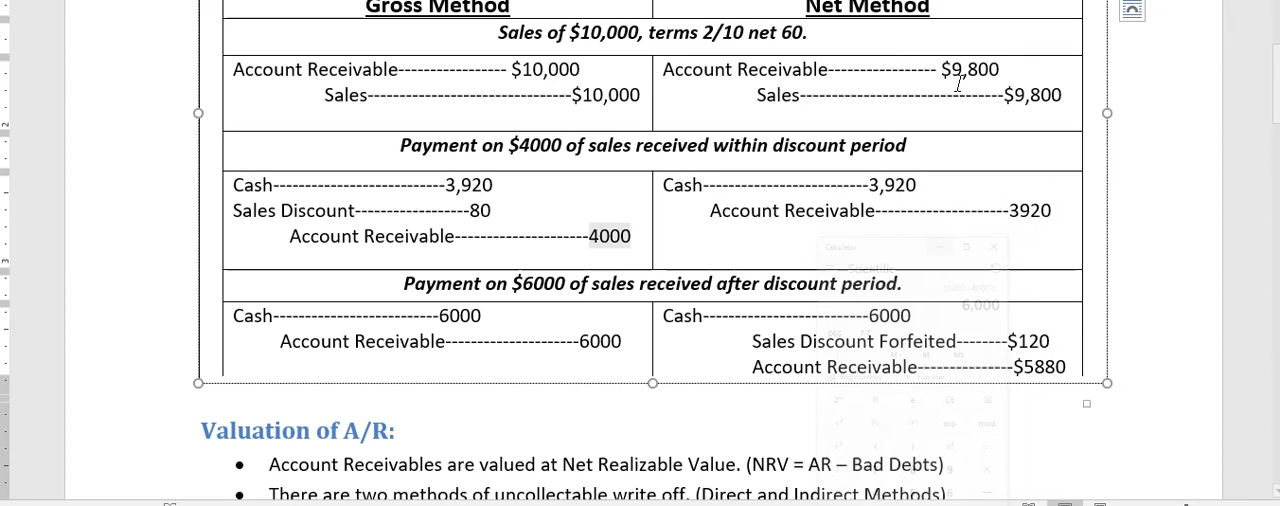 Gross Method
Net Method
Sales of $10,000, terms 2/10 net 60.
Account Receivable----------------- $10,000
Sales--------------------------------$10,000
Account Receivable----------------- $9,800
Sales--------------------------------$9,800
Payment on $4000 of sales received within discount period
Cash---------------------------3,920
Sales Discount------------------80
Account Receivable---------------------4000
Cash--------------------------3,920
Account Receivable---------------------3920
Payment on $6000 of sales received after discount period.
Cash--------------------------6000
Account Receivable---------------------6000
Cash--------------------------6000
Sales Discount Forfeited--------$120
Account Receivable---------------$5880
Calculator
Scientific
6,000
Valuation of A/R:
• Account Receivables are valued at Net Realizable Value. (NRV = AR – Bad Debts)
• There are two methods of uncollectable write off. (Direct and Indirect Methods)